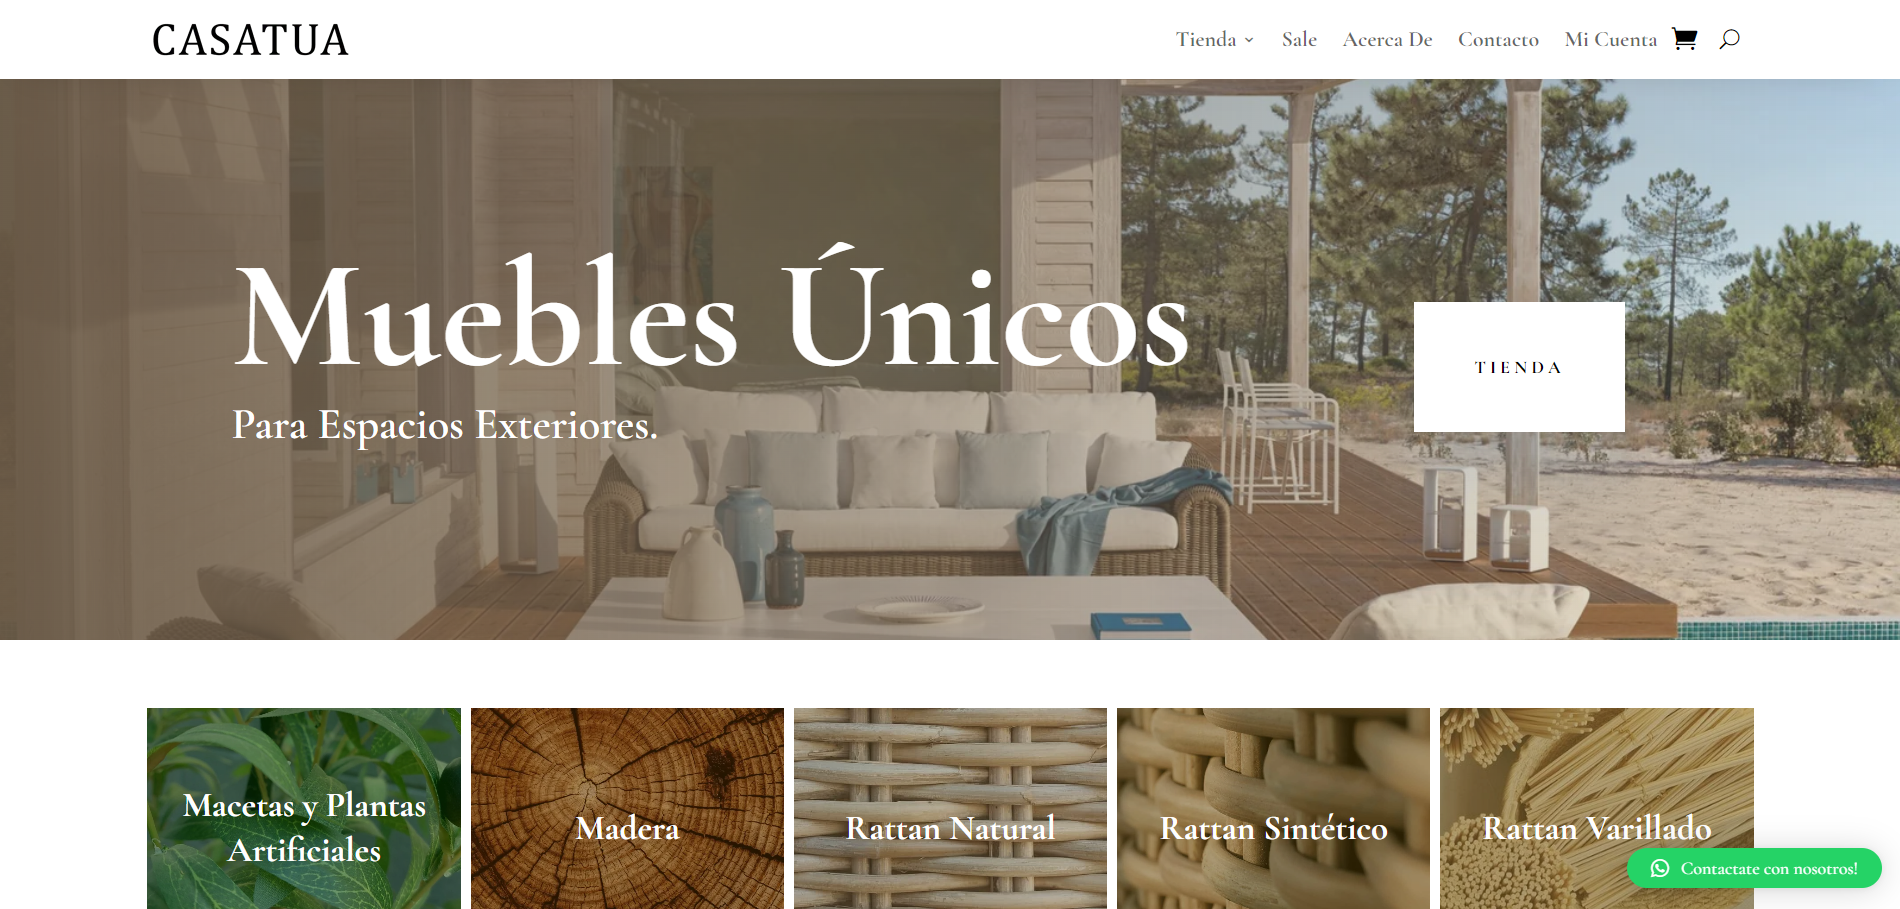 CASATUA
Tienda
Sale
Acerca De
Contacto
Mi Cuenta
Muebles Únicos
Para Espacios Exteriores.
TIENDA
Macetas y Plantas
Artificiales
Madera
Rattan Natural
Rattan Sintético
Rattan Varillado
Contactate con nosotros!